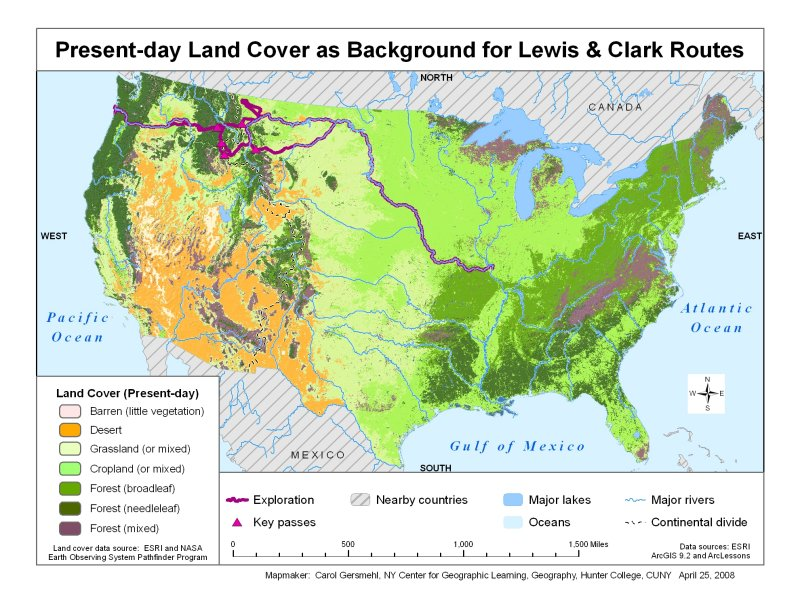 Present-day Land Cover as Background for Lewis & Clark Routes
NORTH
CANADA
WEST
EAST
Pacific
Ocean
Atlantic
Ocean
N
W E
S
Gulf of Mexico
MEXICO
SOUTH
Land Cover (Present-day)
Barren (little vegetation)
Desert
Grassland (or mixed)
Cropland (or mixed)
Forest (broadleaf)
Forest (needleleaf)
Forest (mixed)
Land cover data source: ESRI and NASA
Earth Observing System Pathfinder Program
Exploration
Nearby countries
Major lakes
Major rivers
Key passes
Oceans
Continental divide
0 500 1,000 1,500 Miles
Data sources: ESRI
ArcGIS 9.2 and ArcLessons
Mapmaker: Carol Gersmehl, NY Center for Geographic Learning, Geography, Hunter College, CUNY April 25, 2008